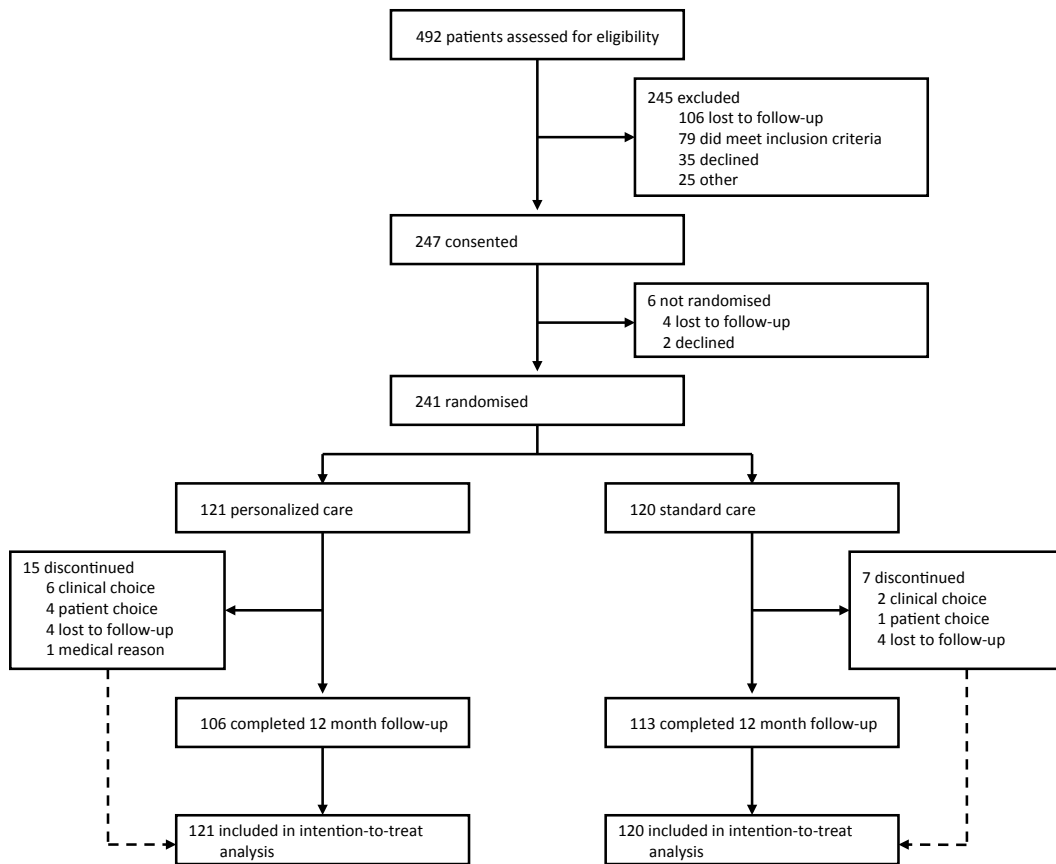 492 patients assessed for eligibility
245 excluded
106 lost to follow-up
79 did meet inclusion criteria
35 declined
25 other
247 consented
6 not randomised
4 lost to follow-up
2 declined
241 randomised
121 personalized care
120 standard care
15 discontinued
6 clinical choice
4 patient choice
4 lost to follow-up
1 medical reason
7 discontinued
2 clinical choice
1 patient choice
4 lost to follow-up
106 completed 12 month follow-up
113 completed 12 month follow-up
121 included in intention-to-treat
analysis
120 included in intention-to-treat
analysis